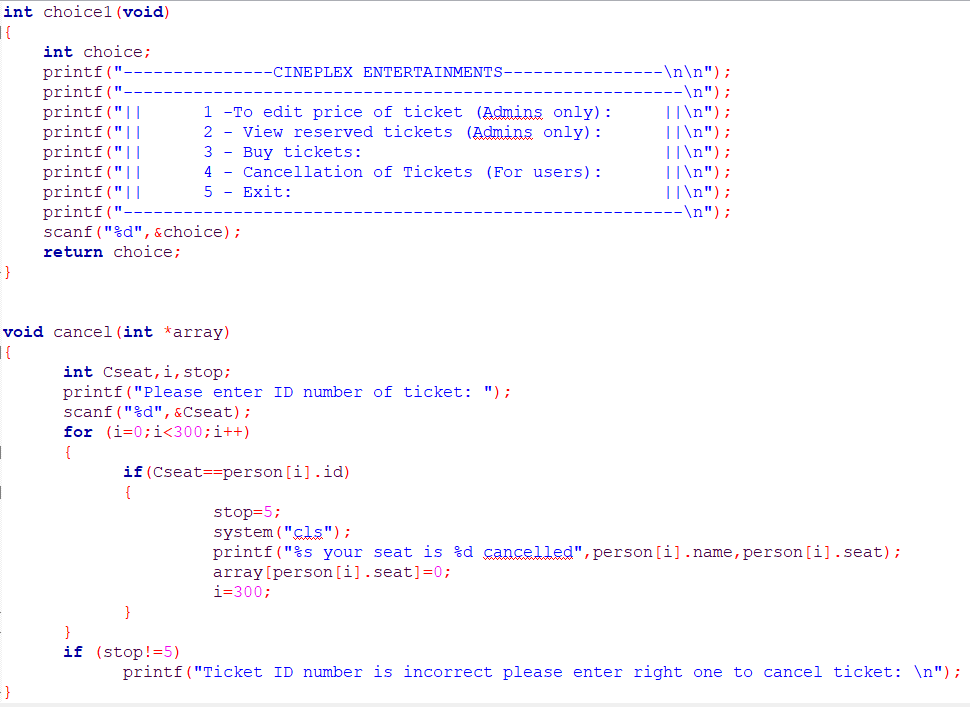 int choice1(void)
{
    int choice;
    printf("---------------CINEPLEX ENTERTAINMENTS----------------\n\n");
    printf("--------------------------------------------------------\n");
    printf("||      1 -To edit price of ticket (Admins only):     ||\n");
    printf("||      2 - View reserved tickets (Admins only):      ||\n");
    printf("||      3 - Buy tickets:                              ||\n");
    printf("||      4 - Cancellation of Tickets (For users):      ||\n");
    printf("||      5 - Exit:                                     ||\n");
    printf("--------------------------------------------------------\n");
    scanf("%d",&choice);
    return choice;
}
void cancel(int *array)
{
      int Cseat,i,stop;
      printf("Please enter ID number of ticket: ");
      scanf("%d",&Cseat);
      for (i=0;i<300;i++)
      {
            if(Cseat==person[i].id)
            {
                     stop=5;
                     system("cls");
                     printf("%s your seat is %d cancelled",person[i].name,person[i].seat);
                     array[person[i].seat]=0;
                     i=300;
            }
      }
      if (stop!=5)
            printf("Ticket ID number is incorrect please enter right one to cancel ticket: \n");
}